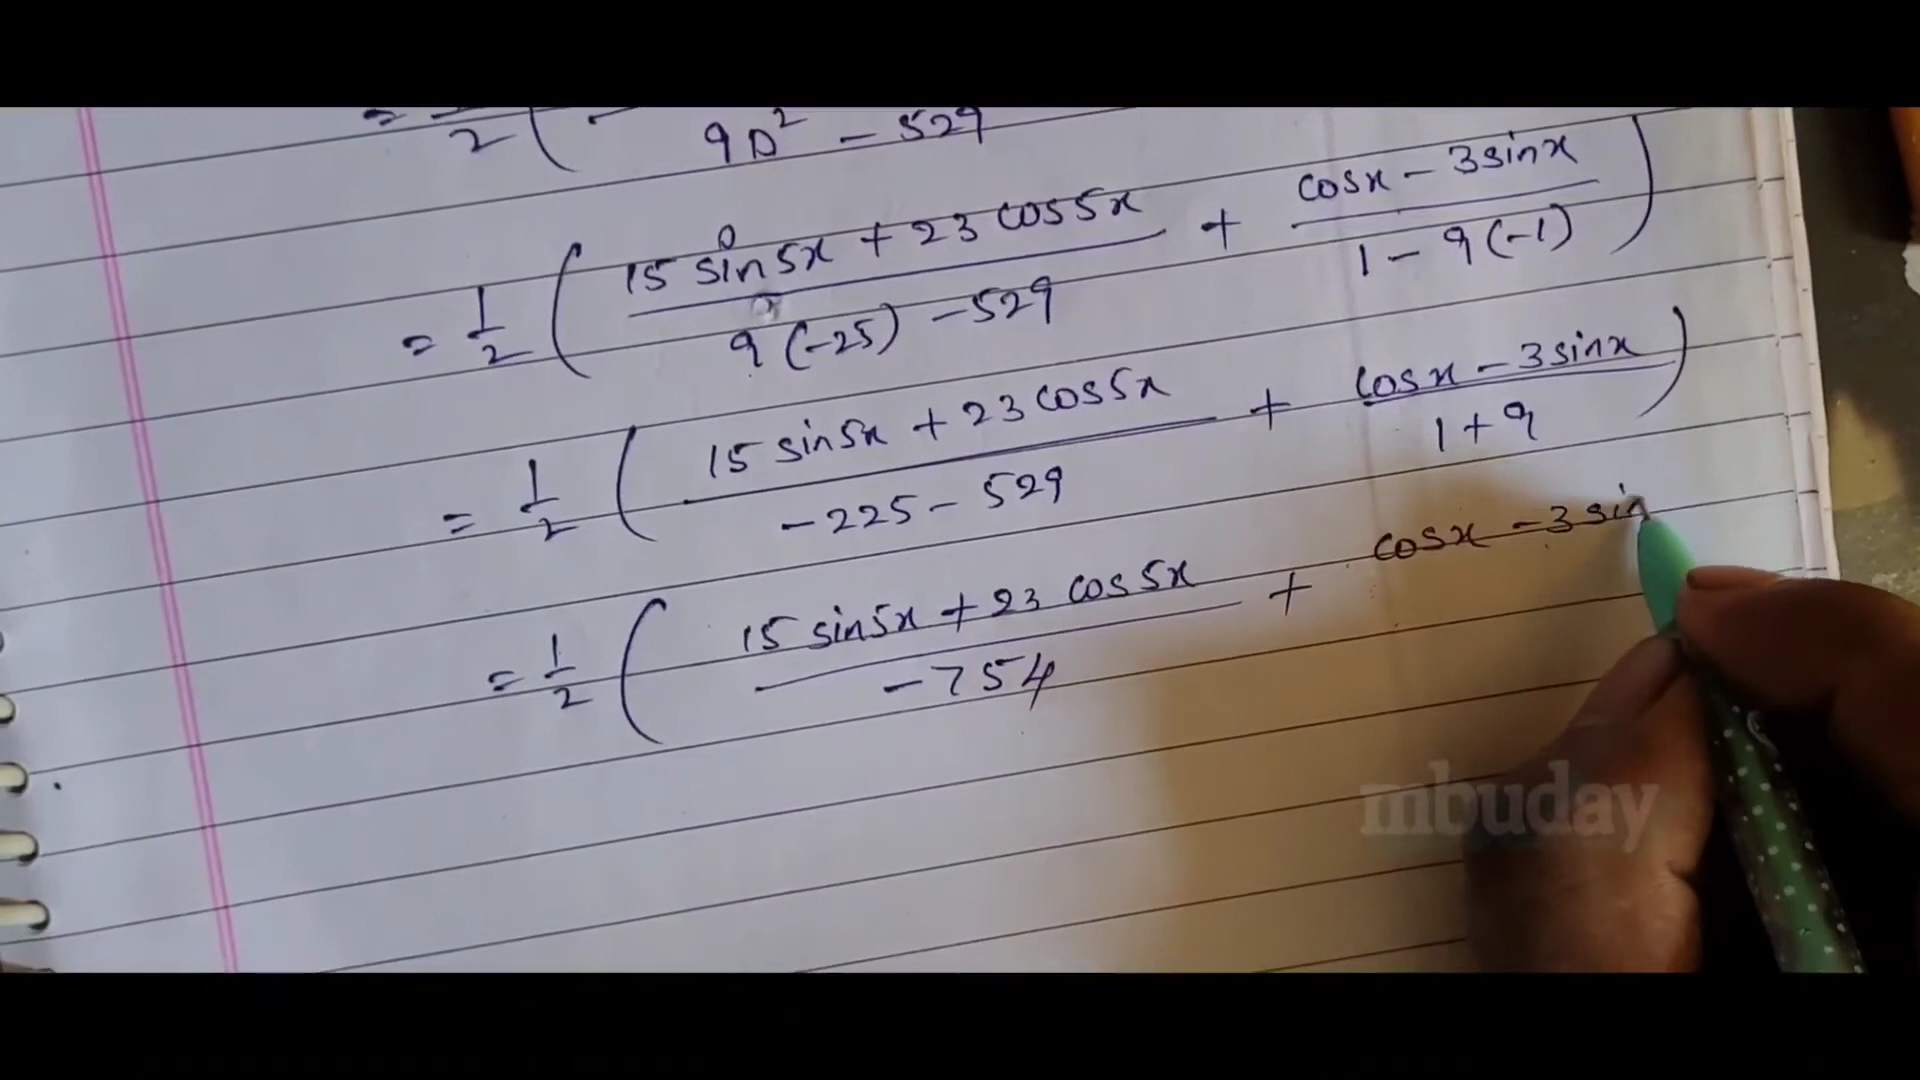 = 1/2 ( - 9D² - 529
= 1/2 ( 15 sin5x + 23 cos5x / 9(-25) - 529 + cosx - 3sinx / 1 - 9(-1) )
= 1/2 ( 15 sin5x + 23 cos5x / -225 - 529 + cosx - 3sinx / 1 + 9 )
= 1/2 ( 15 sin5x + 23 cos5x / -754 + cosx - 3 sin
mbuday